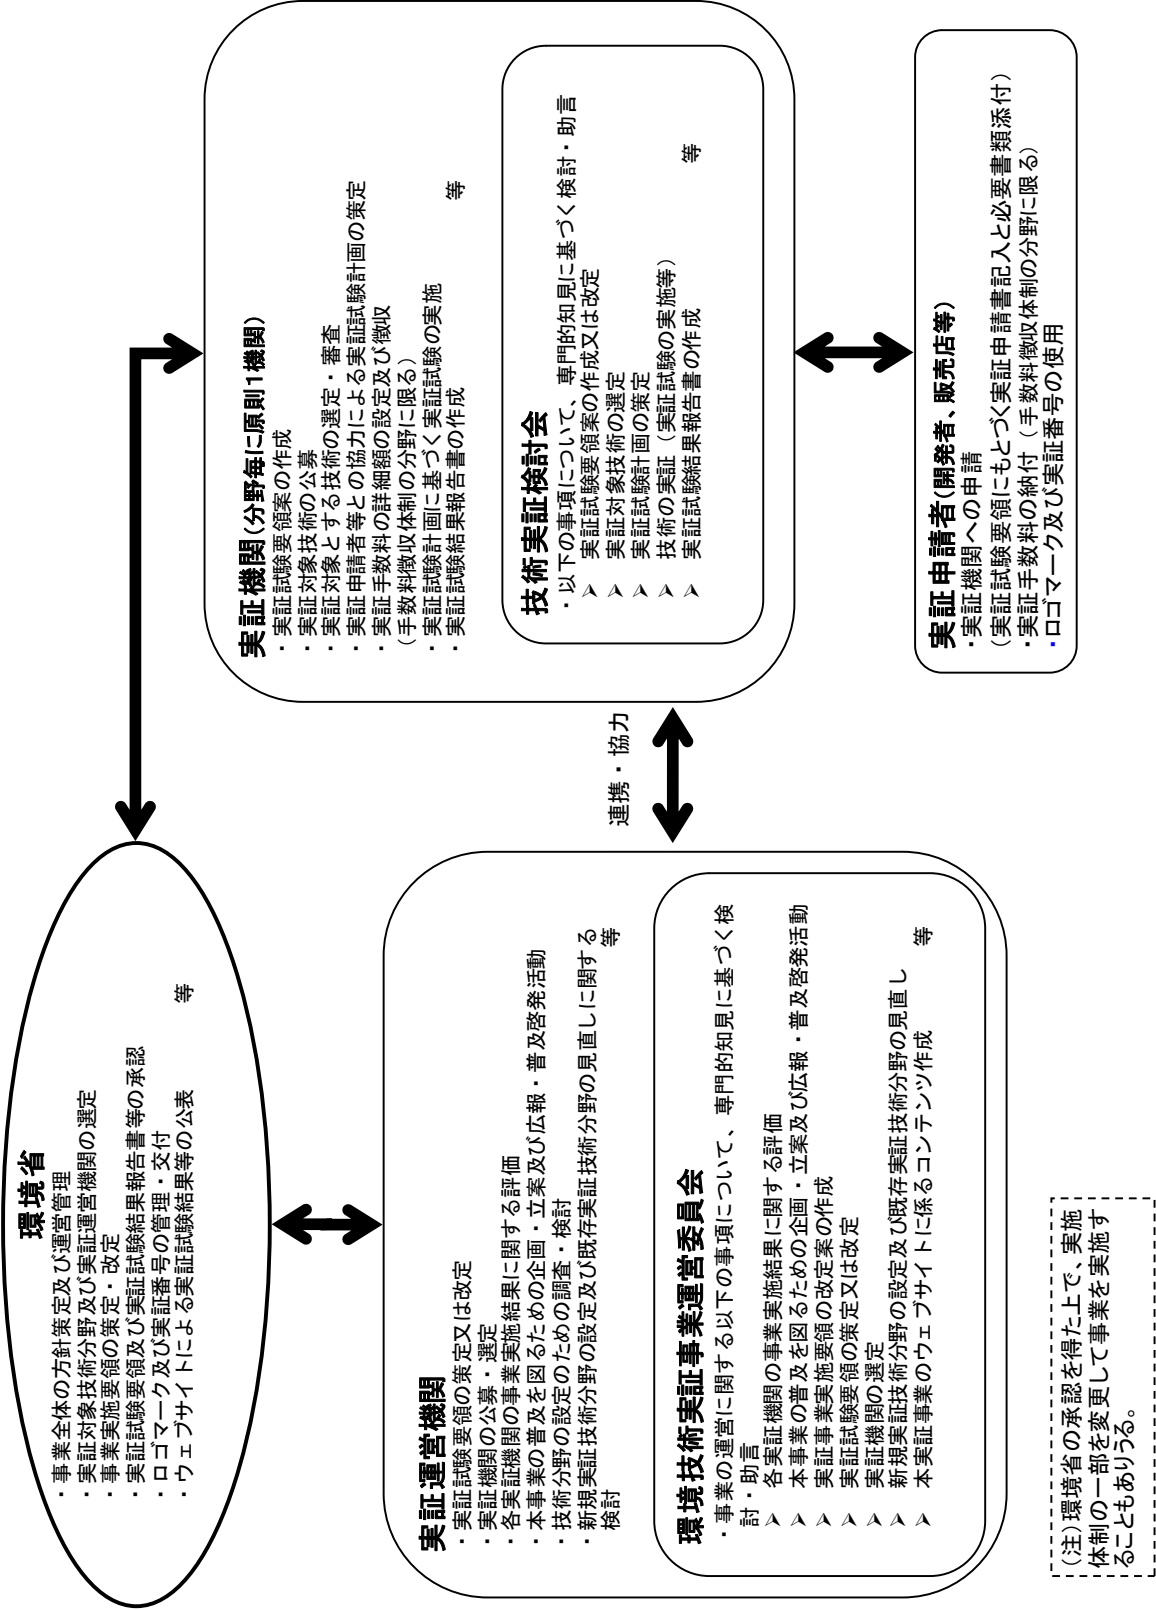 環境省
・事業全体の方針策定及び運営管理
・実証対象技術分野及び実証運営機関の選定
・事業実施要領の策定・改定
・実証試験要領及び実証試験結果報告書等の承認
・ロゴマーク及び実証番号の管理・交付
・ウェブサイトによる実証試験結果等の公表　等
実証運営機関
・実証試験要領の策定又は改定
・実証機関の公募・選定
・各実証機関の事業実施結果に関する評価
・本事業の普及を図るための企画・立案及び広報・普及啓発活動
・技術分野の設定のための調査・検討
・新規実証技術分野の設定及び既存実証技術分野の見直しに関する
検討　等
環境技術実証事業運営委員会
・事業の運営に関する以下の事項について、専門的知見に基づく検
討・助言
➢ 各実証機関の事業実施結果に関する評価
➢ 本事業の普及を図るための企画・立案及び広報・普及啓発活動
➢ 実証事業実施要領の改定案の作成
➢ 実証試験要領の策定又は改定
➢ 実証機関の選定
➢ 新規実証技術分野の設定及び既存実証技術分野の見直し
➢ 本実証事業のウェブサイトに係るコンテンツ作成　等
連携・協力
実証機関(分野毎に原則1機関)
・実証試験要領案の作成
・実証対象技術の公募
・実証対象とする技術の選定・審査
・実証申請者等との協力による実証試験計画の策定
・実証手数料の詳細額の設定及び徴収
（手数料徴収体制の分野に限る）
・実証試験計画に基づく実証試験の実施
・実証試験結果報告書の作成　等
技術実証検討会
・以下の事項について、専門的知見に基づく検討・助言
➢ 実証試験要領案の作成又は改定
➢ 実証対象技術の選定
➢ 実証試験計画の策定
➢ 技術の実証（実証試験の実施等）
➢ 実証試験結果報告書の作成　等
実証申請者(開発者、販売店等)
・実証機関への申請
（実証試験要領にもとづく実証申請書記入と必要書類添付）
・実証手数料の納付（手数料徴収体制の分野に限る）
・ロゴマーク及び実証番号の使用
（注）環境省の承認を得た上で、実施
体制の一部を変更して事業を実施す
ることもありうる。